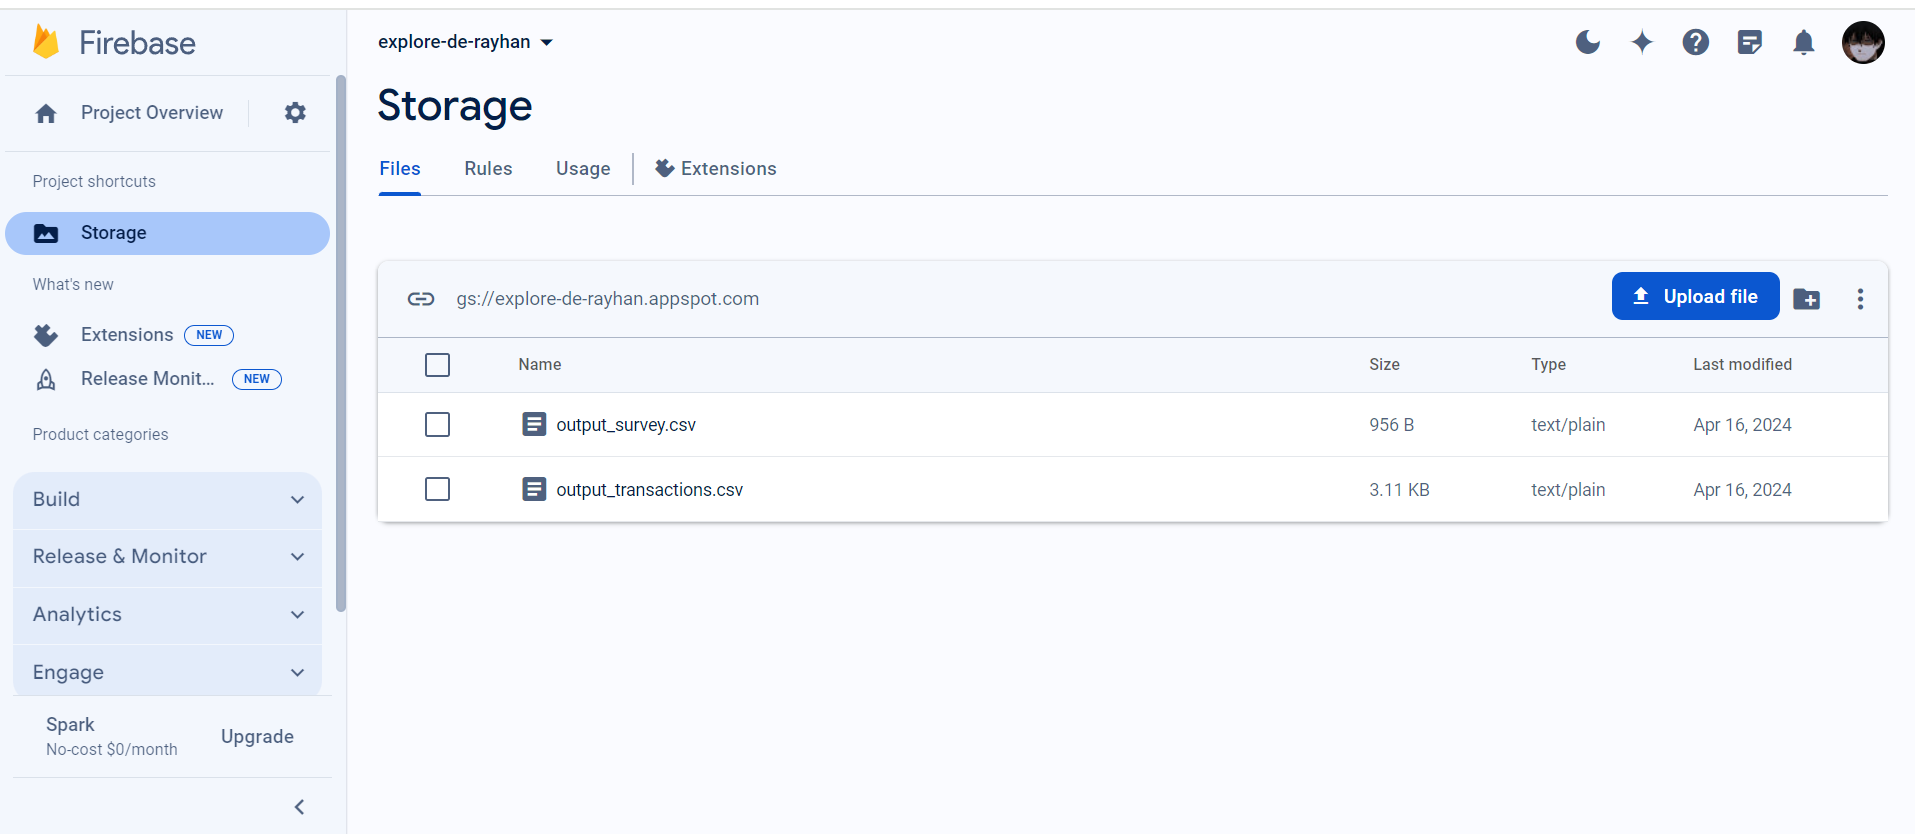 Firebase
Project Overview
Project shortcuts
Storage
What's new
Extensions NEW
Release Monit... NEW
Product categories
Build
Release & Monitor
Analytics
Engage
Spark
No-cost $0/month
Upgrade
explore-de-rayhan
Storage
Files Rules Usage Extensions
gs://explore-de-rayhan.appspot.com
Upload file
Name Size Type Last modified
output_survey.csv 956 B text/plain Apr 16, 2024
output_transactions.csv 3.11 KB text/plain Apr 16, 2024